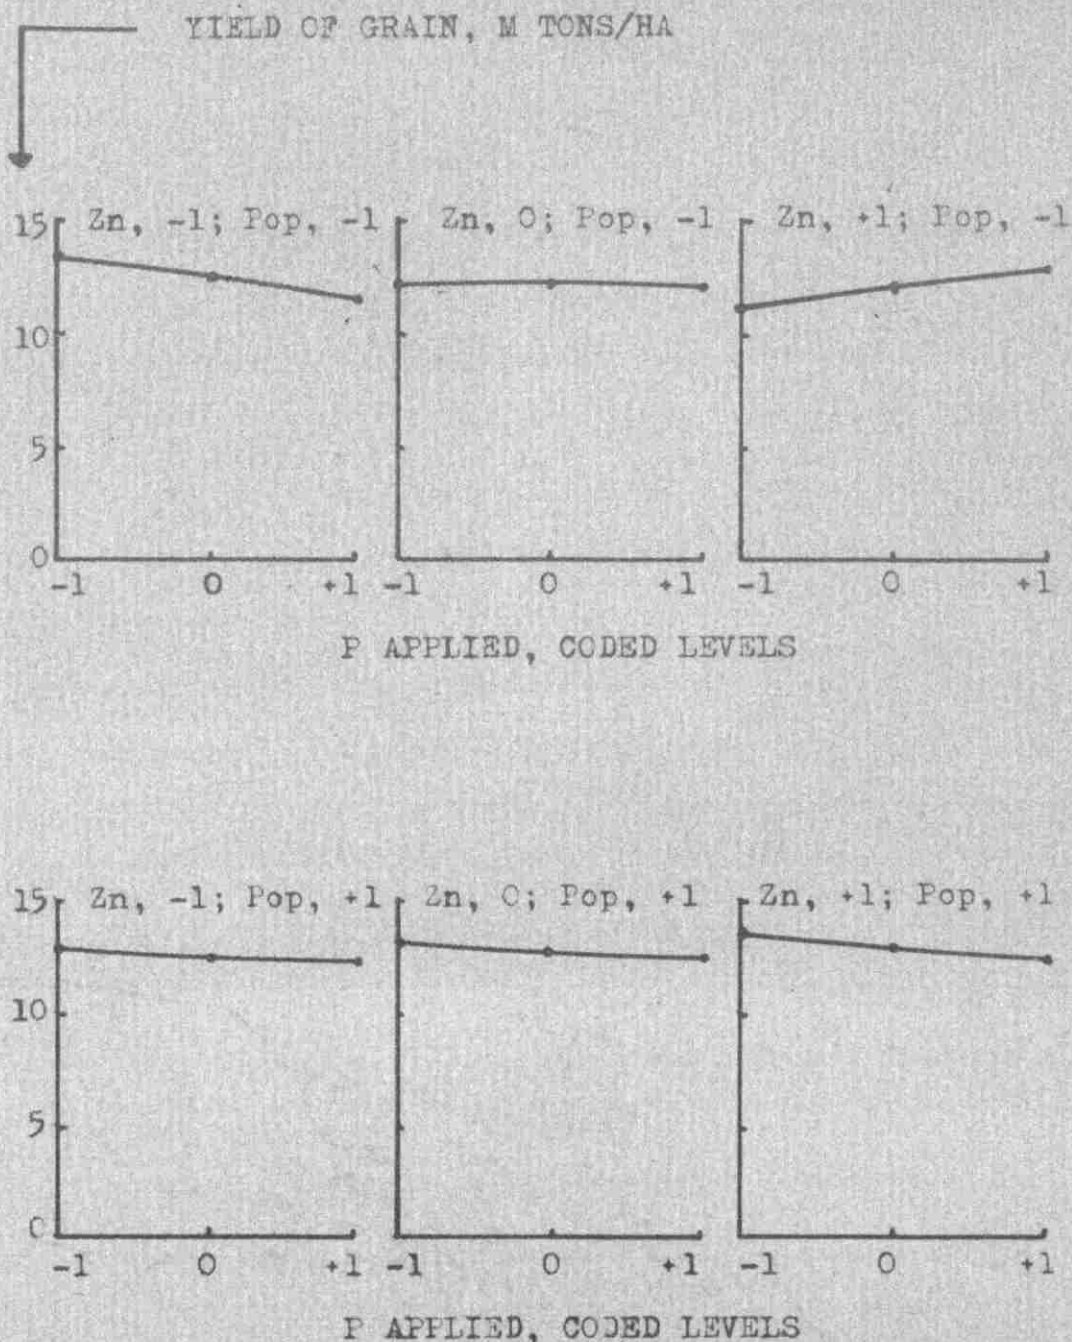 YIELD OF GRAIN, M TONS/HA
15 Zn, -1; Pop, -1 Zn, 0; Pop, -1 Zn, +1; Pop, -1
10
5
0
-1 0 +1 -1 0 +1 -1 0 +1
P APPLIED, CODED LEVELS
15 Zn, -1; Pop, +1 Zn, 0; Pop, +1 Zn, +1; Pop, +1
10
5
0
-1 0 +1 -1 0 +1 -1 0 +1
P APPLIED, CODED LEVELS